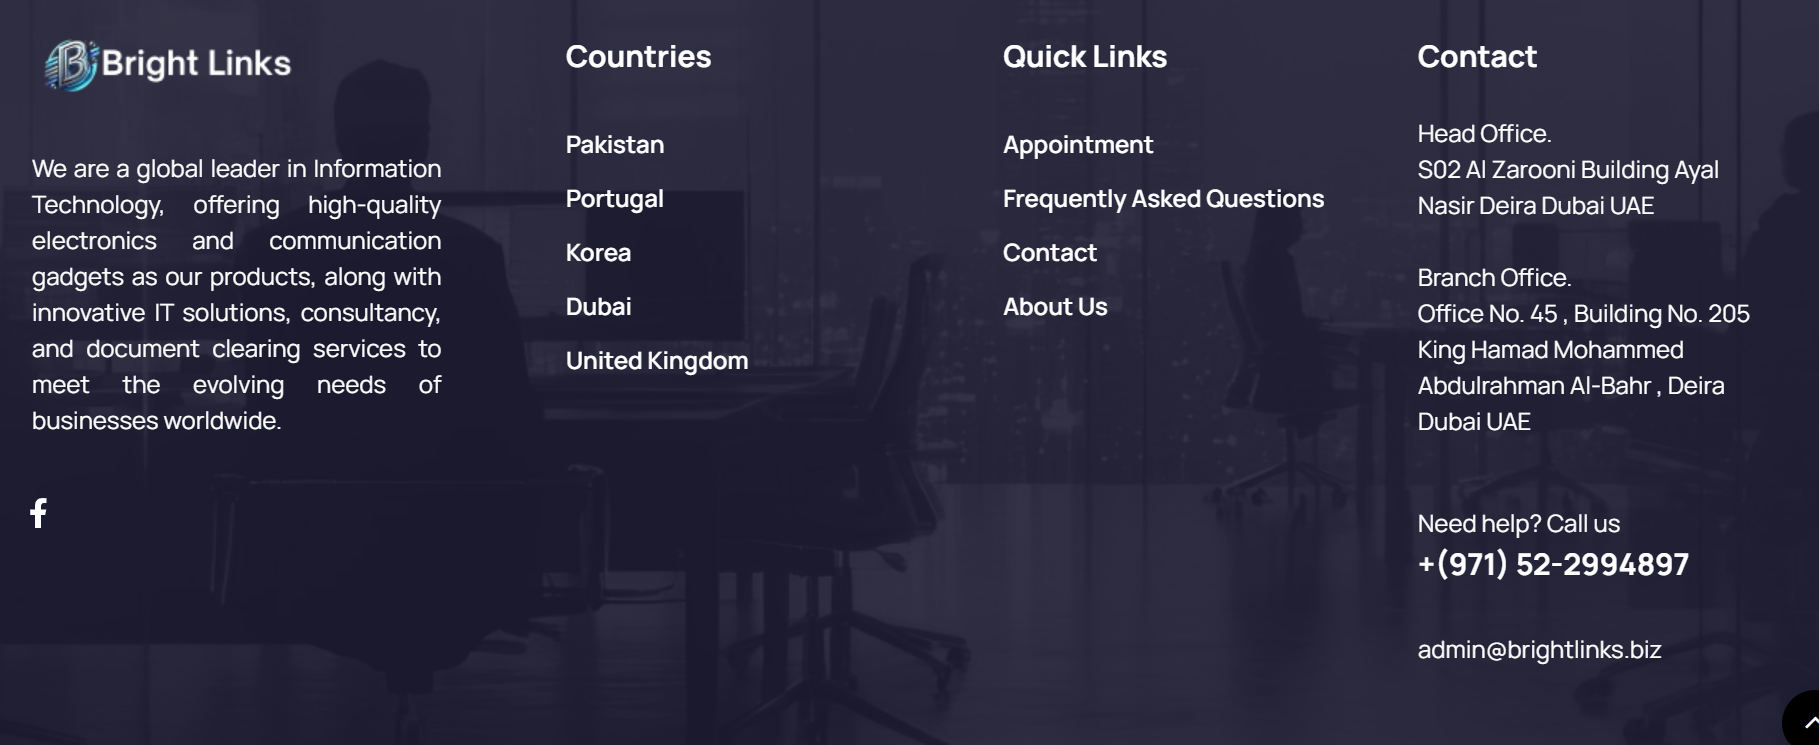 Bright Links
We are a global leader in Information
Technology, offering high-quality
electronics and communication
gadgets as our products, along with
innovative IT solutions, consultancy,
and document clearing services to
meet the evolving needs of
businesses worldwide.
Countries
Pakistan
Portugal
Korea
Dubai
United Kingdom
Quick Links
Appointment
Frequently Asked Questions
Contact
About Us
Contact
Head Office.
S02 Al Zarooni Building Ayal
Nasir Deira Dubai UAE
Branch Office.
Office No. 45 , Building No. 205
King Hamad Mohammed
Abdulrahman Al-Bahr , Deira
Dubai UAE
Need help? Call us
+(971) 52-2994897
admin@brightlinks.biz